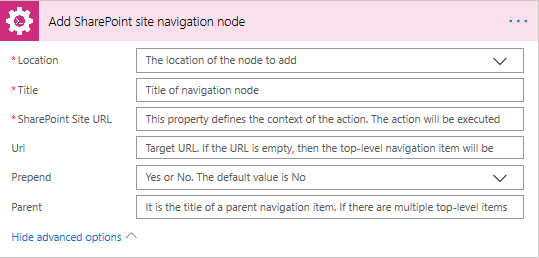 Add SharePoint site navigation node
* Location The location of the node to add
* Title Title of navigation node
* SharePoint Site URL This property defines the context of the action. The action will be executed
Url Target URL. If the URL is empty, then the top-level navigation item will be
Prepend Yes or No. The default value is No
Parent It is the title of a parent navigation item. If there are multiple top-level items
Hide advanced options